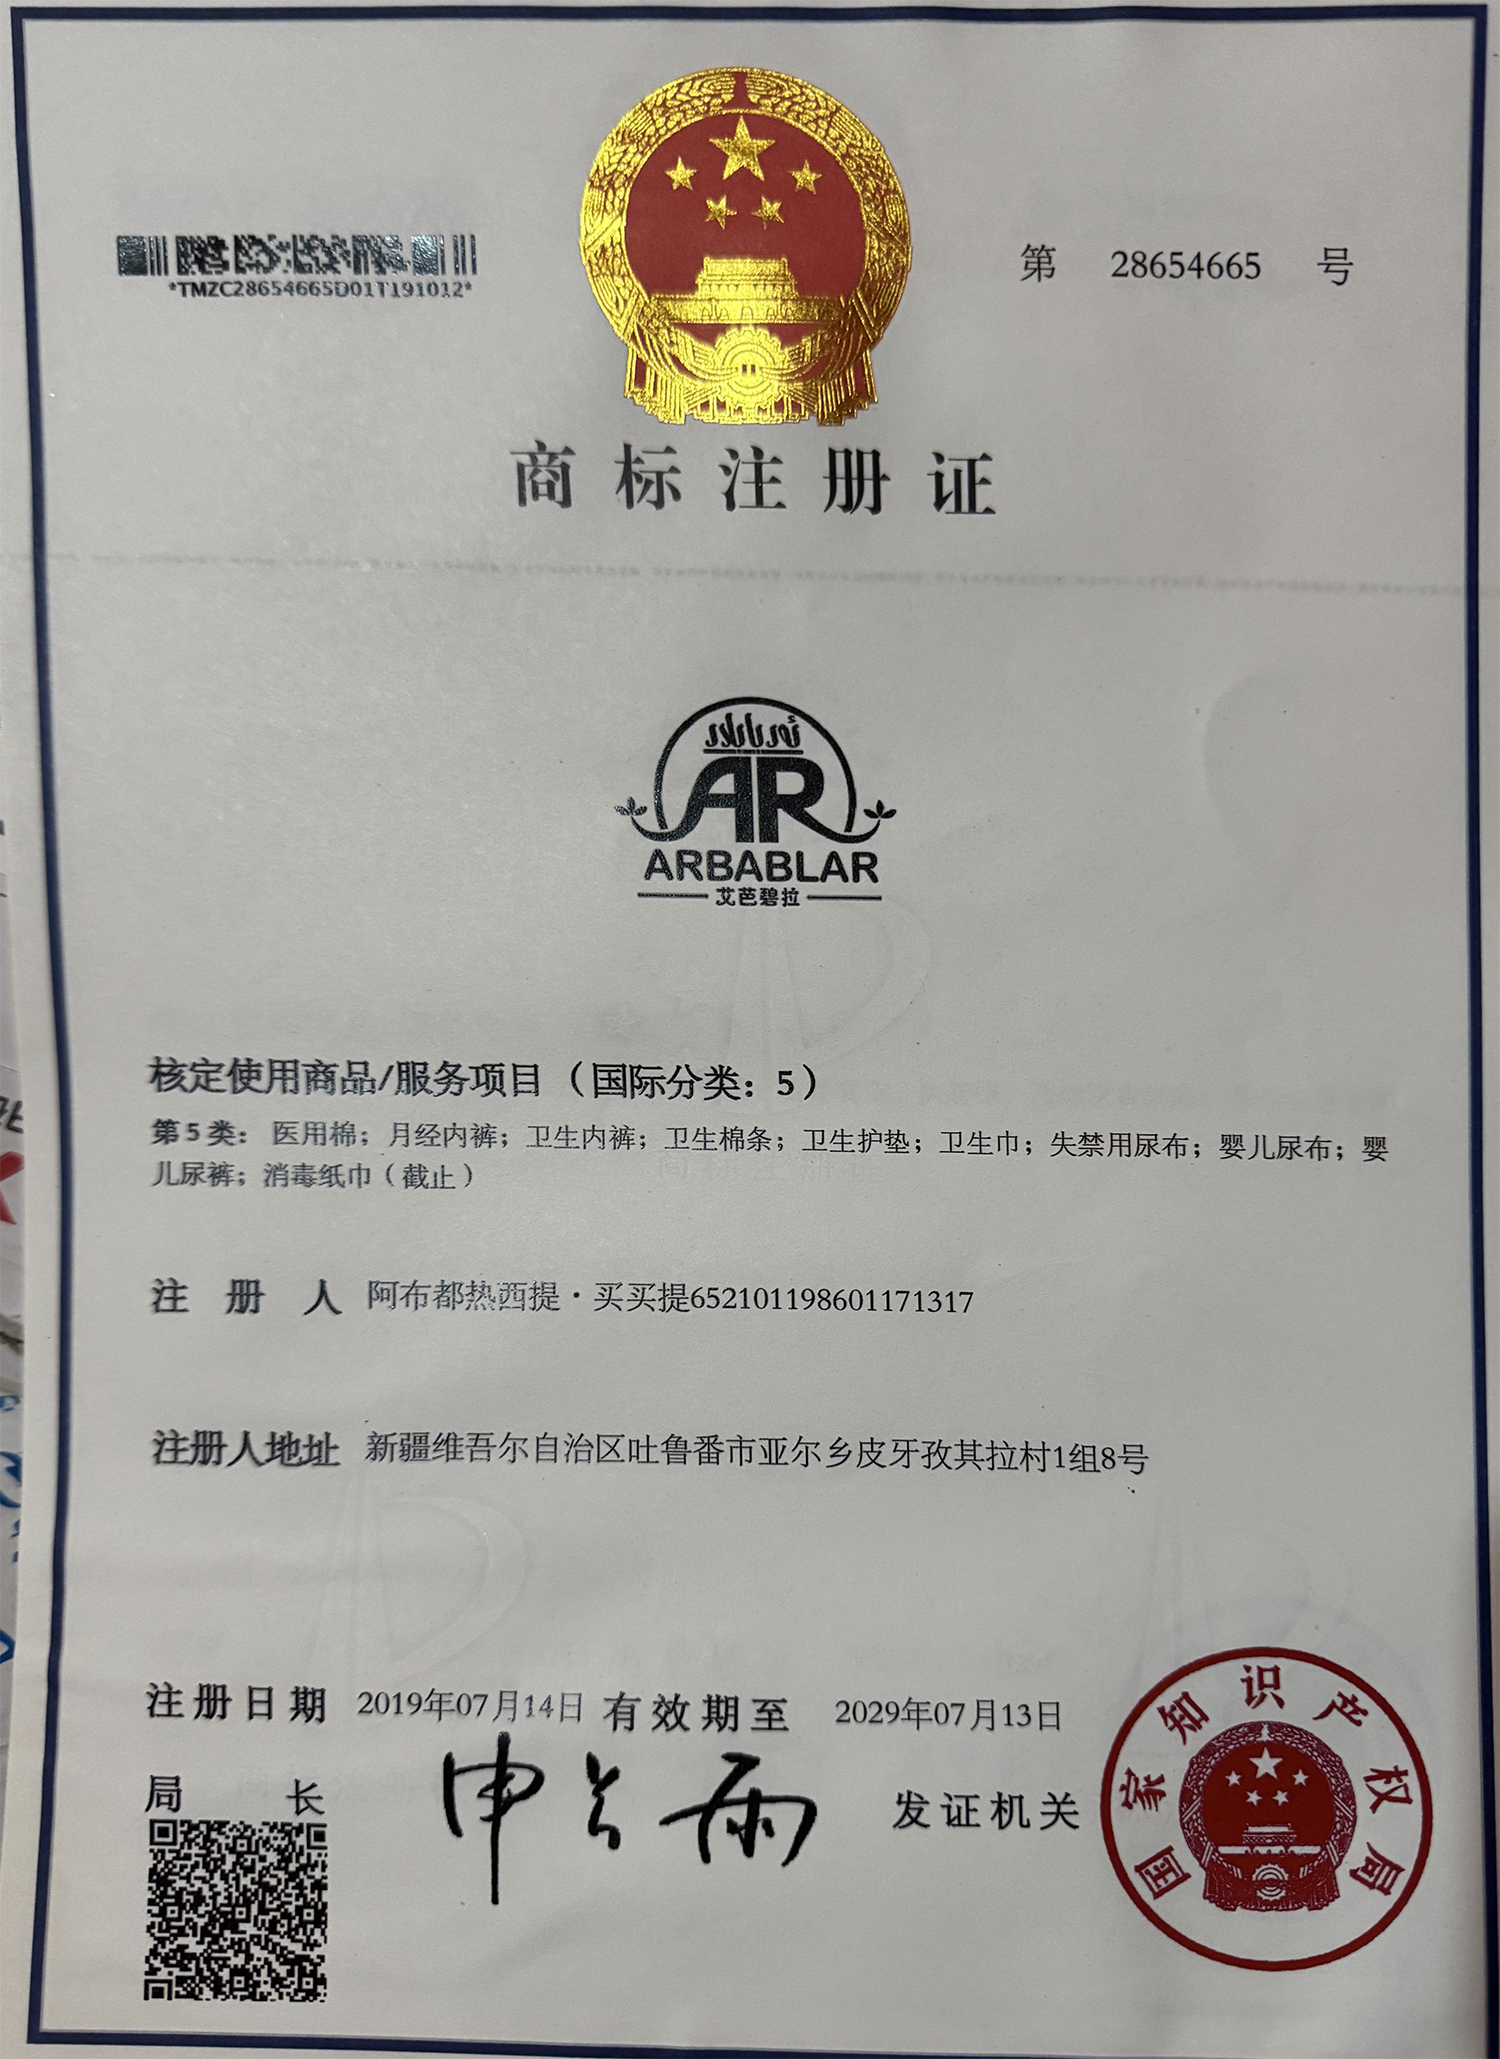 *TMZC28654665D01T191012*
第 28654665 号
商标注册证
ئەربابلار
AR
ARBABLAR
艾芭碧拉
核定使用商品/服务项目（国际分类：5）
第5类：医用棉；月经内裤；卫生内裤；卫生棉条；卫生护垫；卫生巾；失禁用尿布；婴儿尿布；婴
儿尿裤；消毒纸巾（截止）
注册人 阿布都热西提·买买提652101198601171317
注册人地址 新疆维吾尔自治区吐鲁番市亚尔乡皮牙孜其拉村1组8号
注册日期 2019年07月14日 有效期至 2029年07月13日
局长 申长雨 发证机关
国家知识产权局